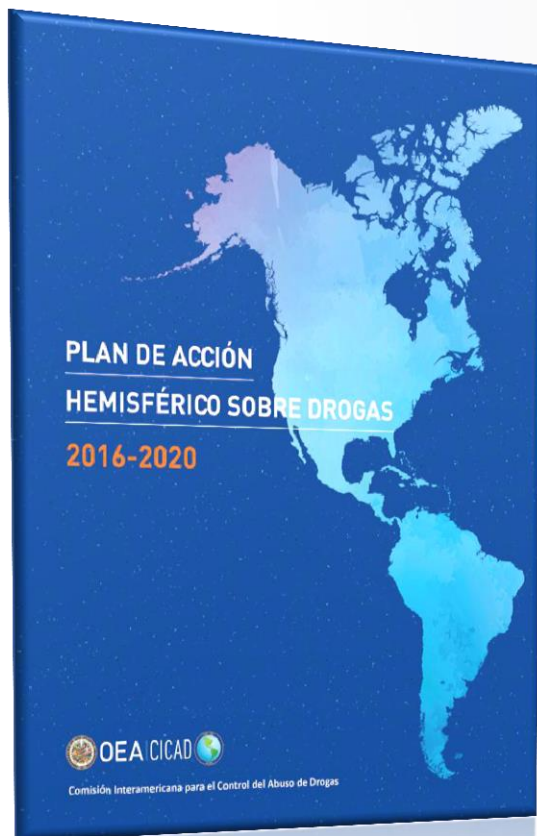 PLAN DE ACCIÓN
HEMISFÉRICO SOBRE DROGAS
2016-2020
OEA CICAD
Comisión Interamericana para el Control del Abuso de Drogas